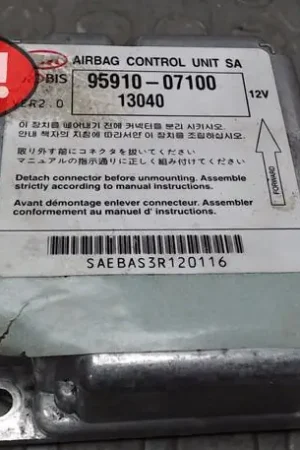 !
AIRBAG CONTROL UNIT SA
OBIS
95910-07100
VER2.0
13040
12V
이 장치를 떼어내기 전에 커넥터를 분리 시키시오.
안내 책자의 지침에 따라서만 이 장치를 조립하시오.
取り外す前にコネクタを抜いてください
マニュアルの指示通りに正しく組み付けてください
FORWARD
Detach connector before unmounting. Assemble
strictly according to manual instructions.
Avant démontage enlever connecteur. Assembler
conformement au manuel d' instructions.
SAEBAS3R120116